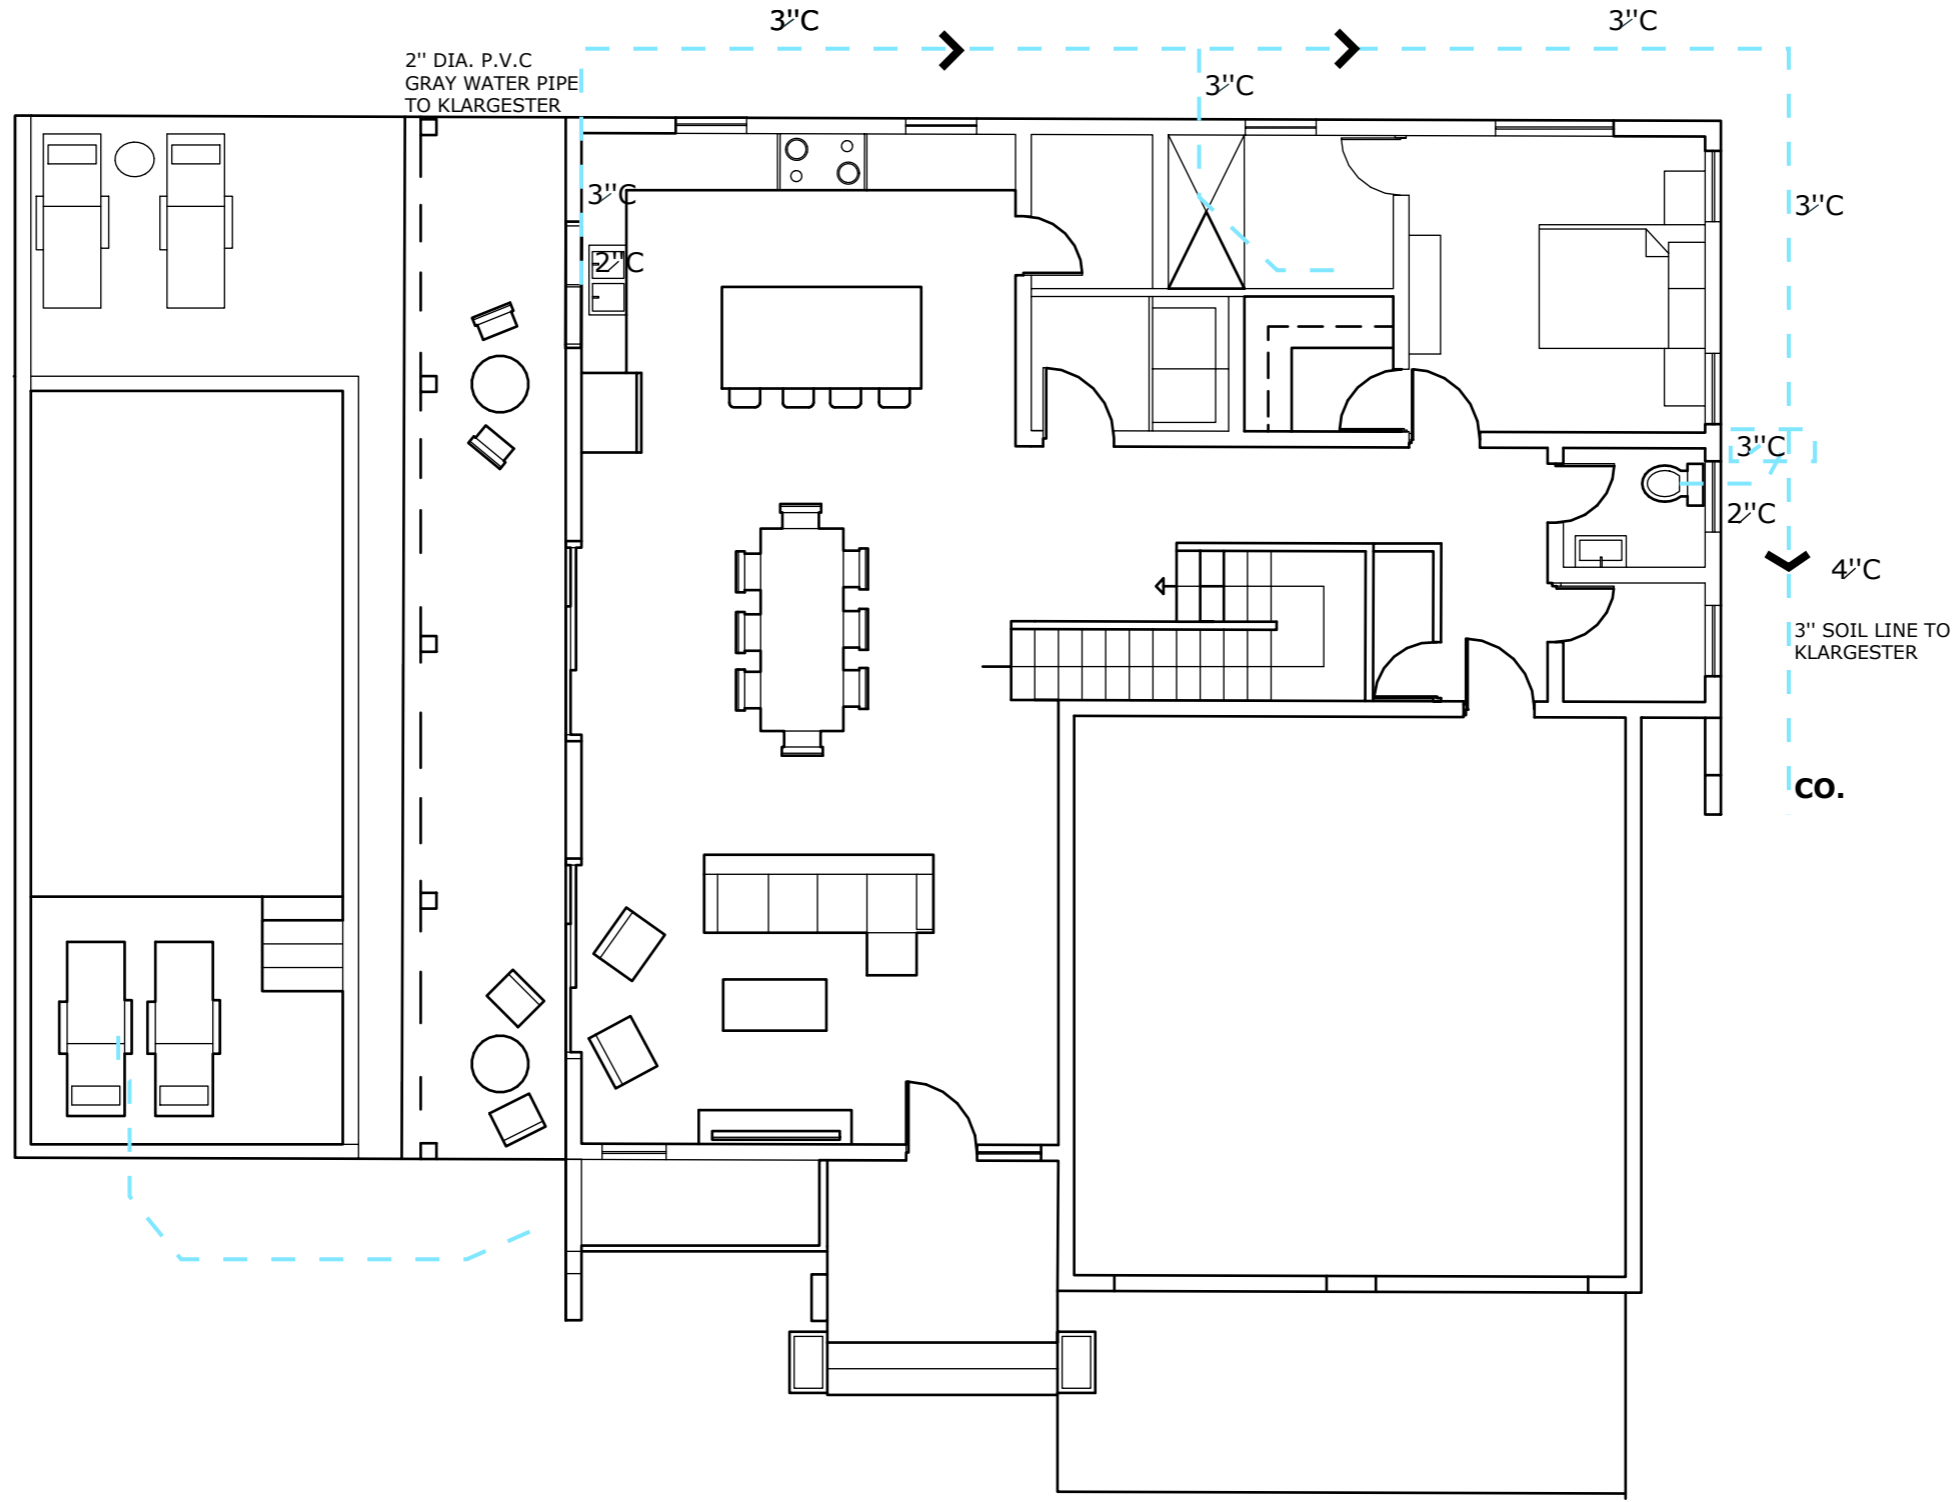 3''C
3''C
2'' DIA. P.V.C
GRAY WATER PIPE
TO KLARGESTER
3''C
3''C
3''C
2''C
3''C
2''C
4''C
3'' SOIL LINE TO
KLARGESTER
CO.